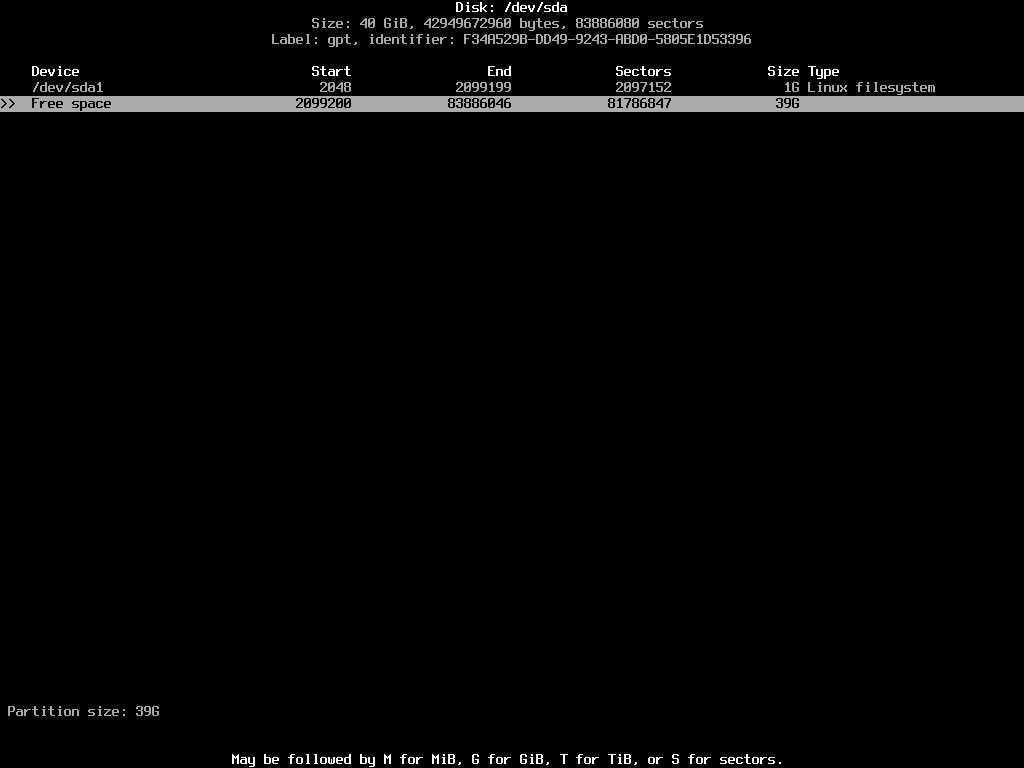 Disk: /dev/sda
Size: 40 GiB, 42949672960 bytes, 83886080 sectors
Label: gpt, identifier: F34A529B-DD49-9243-ABD0-5805E1D53396
Device Start End Sectors Size Type
/dev/sda1 2048 2099199 2097152 1G Linux filesystem
>> Free space 2099200 83886046 81786847 39G
Partition size: 39G
May be followed by M for MiB, G for GiB, T for TiB, or S for sectors.